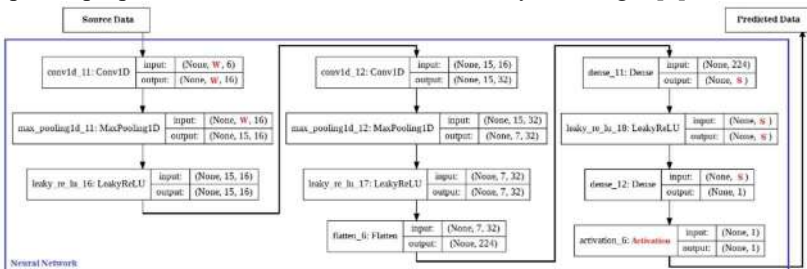 Source Data
Predicted Data
conv1d_11: Conv1D
input: (None, W, 6)
output: (None, W, 16)
max_pooling1d_11: MaxPooling1D
input: (None, W, 16)
output: (None, 15, 16)
leaky_re_lu_16: LeakyReLU
input: (None, 15, 16)
output: (None, 15, 16)
conv1d_12: Conv1D
input: (None, 15, 16)
output: (None, 15, 32)
max_pooling1d_12: MaxPooling1D
input: (None, 15, 32)
output: (None, 7, 32)
leaky_re_lu_17: LeakyReLU
input: (None, 7, 32)
output: (None, 7, 32)
flatten_6: Flatten
input: (None, 7, 32)
output: (None, 224)
dense_11: Dense
input: (None, 224)
output: (None, S )
leaky_re_lu_18: LeakyReLU
input: (None, S )
output: (None, S )
dense_12: Dense
input: (None, S)
output: (None, 1)
activation_6: Activation
input: (None, 1)
output: (None, 1)
Neural Network